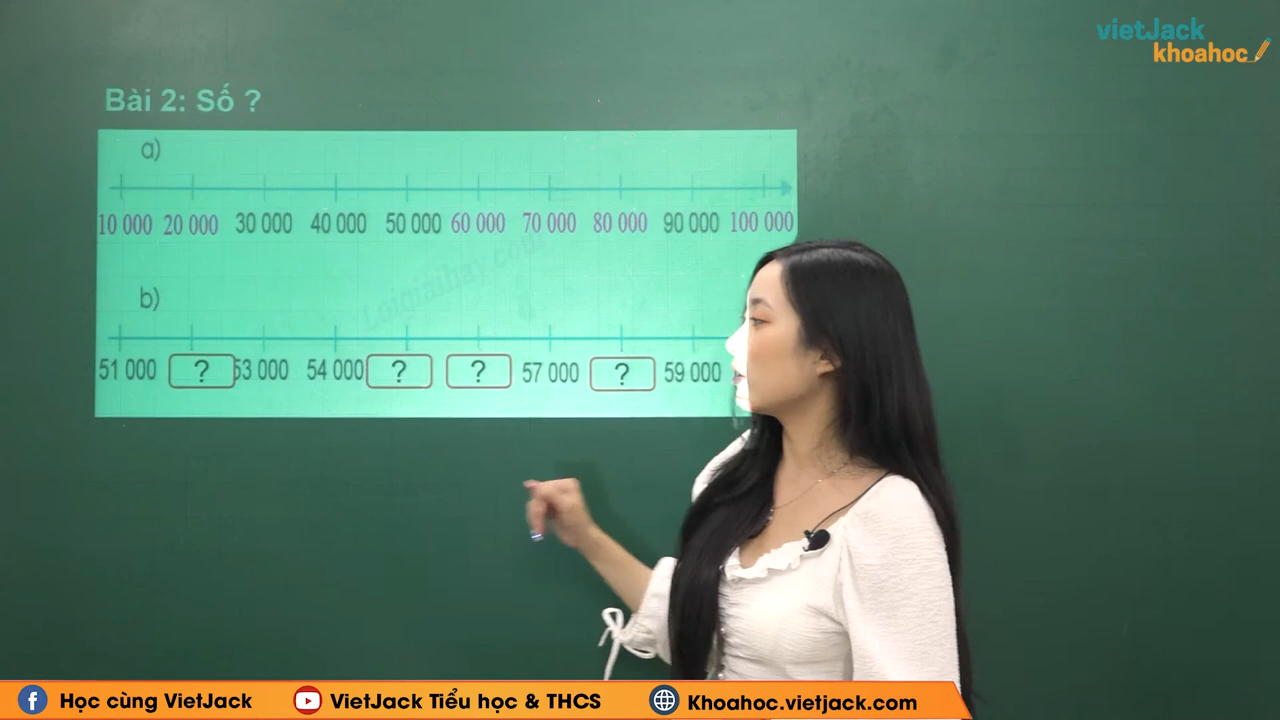 vietJack
khoahoc
Bài 2: Số ?
a)
10 000 20 000 30 000 40 000 50 000 60 000 70 000 80 000 90 000 100 000
Loigiaihay.com
b)
51 000 ? 53 000 54 000 ? ? 57 000 ? 59 000
Học cùng VietJack VietJack Tiểu học & THCS Khoahoc.vietjack.com